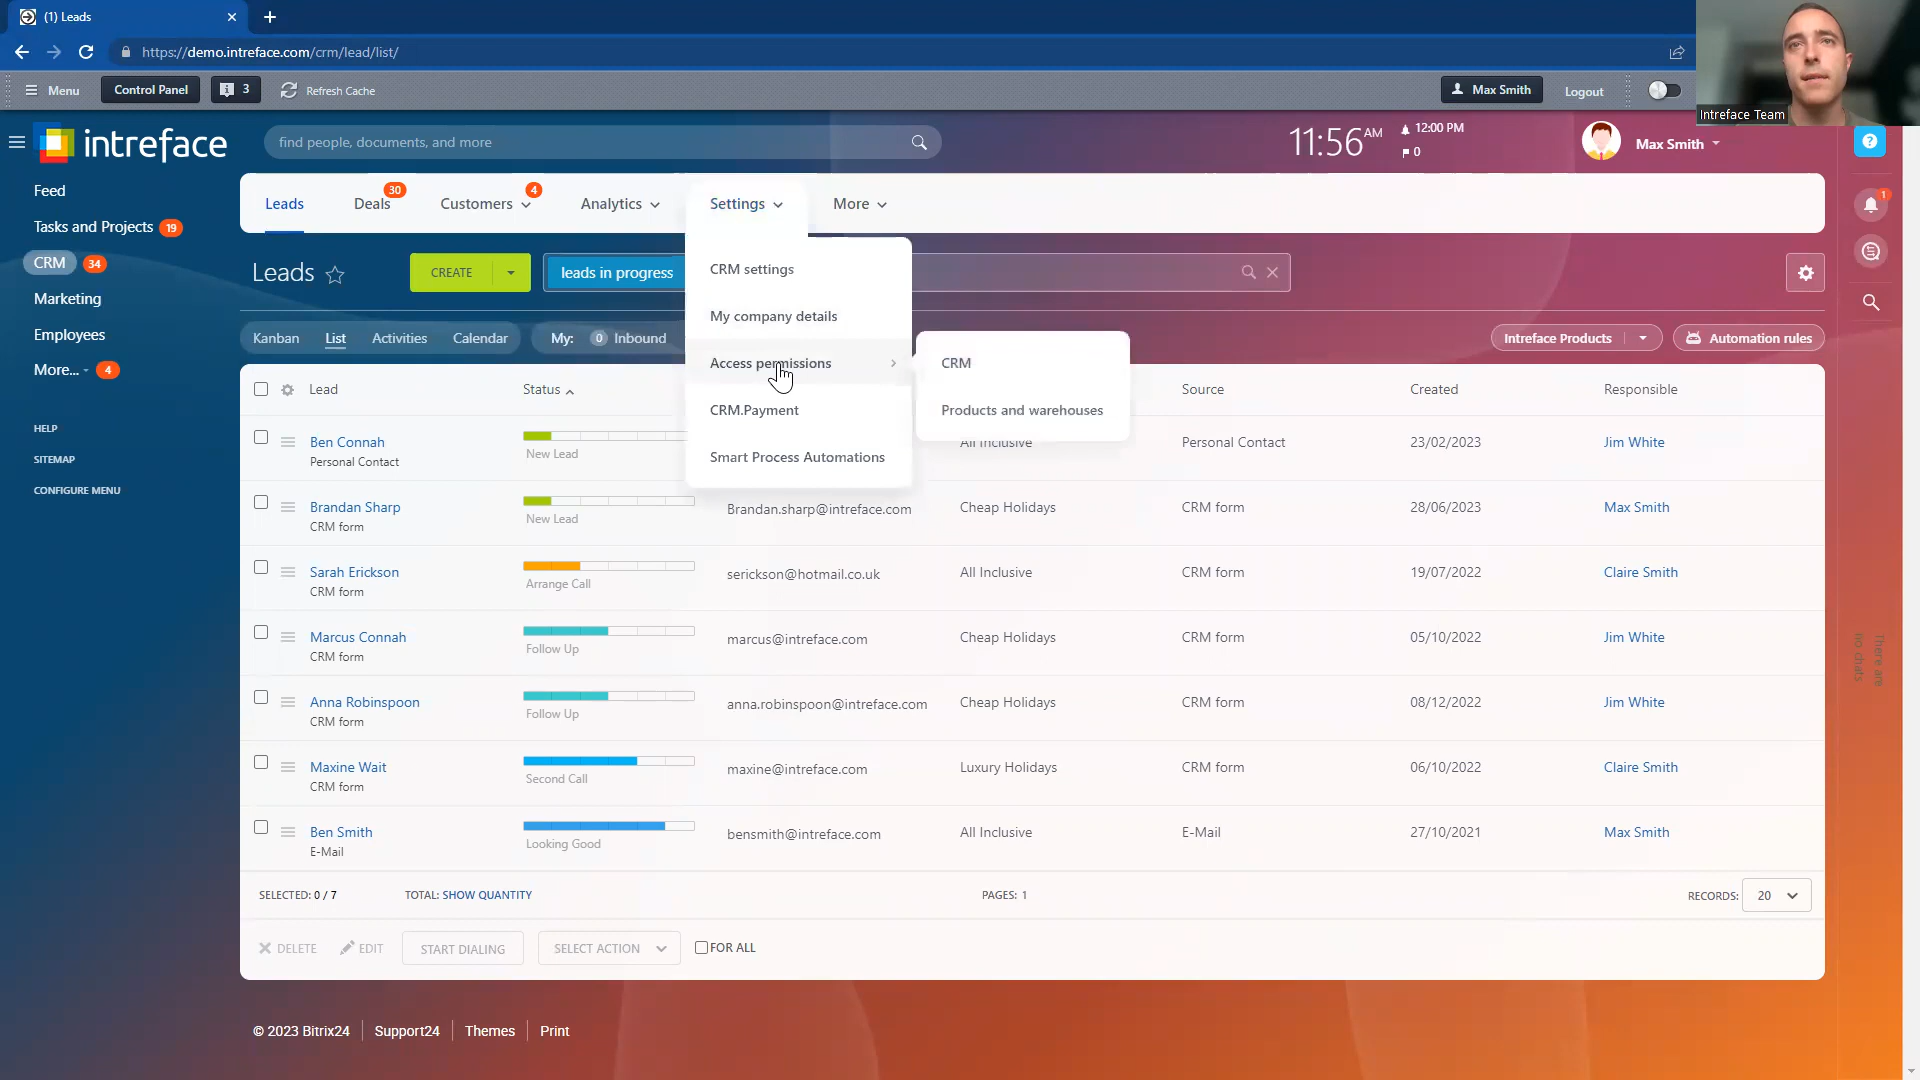 (1) Leads
https://demo.intreface.com/crm/lead/list/
Menu
Control Panel
3
Refresh Cache
Max Smith
Logout
Intreface Team
intreface
find people, documents, and more
11:56 AM
12:00 PM
0
Max Smith
Feed
Tasks and Projects 19
CRM 34
Marketing
Employees
More... 4
HELP
SITEMAP
CONFIGURE MENU
Leads
Deals 30
Customers 4
Analytics
Settings
More
1
Leads
CREATE
leads in progress
CRM settings
My company details
Access permissions
CRM.Payment
Smart Process Automations
CRM
Products and warehouses
Kanban List Activities Calendar
My: 0 Inbound
Intreface Products
Automation rules
Lead Status Source Created Responsible
Ben Connah New Lead All Inclusive Personal Contact 23/02/2023 Jim White
Personal Contact
Brandan Sharp New Lead Brandan.sharp@intreface.com Cheap Holidays CRM form 28/06/2023 Max Smith
CRM form
Sarah Erickson Arrange Call serickson@hotmail.co.uk All Inclusive CRM form 19/07/2022 Claire Smith
CRM form
Marcus Connah Follow Up marcus@intreface.com Cheap Holidays CRM form 05/10/2022 Jim White
CRM form
Anna Robinspoon Follow Up anna.robinspoon@intreface.com Cheap Holidays CRM form 08/12/2022 Jim White
CRM form
Maxine Wait Second Call maxine@intreface.com Luxury Holidays CRM form 06/10/2022 Claire Smith
CRM form
Ben Smith Looking Good bensmith@intreface.com All Inclusive E-Mail 27/10/2021 Max Smith
E-Mail
There are
no chats
SELECTED: 0 / 7
TOTAL: SHOW QUANTITY
PAGES: 1
RECORDS: 20
DELETE
EDIT
START DIALING
SELECT ACTION
FOR ALL
© 2023 Bitrix24
Support24
Themes
Print